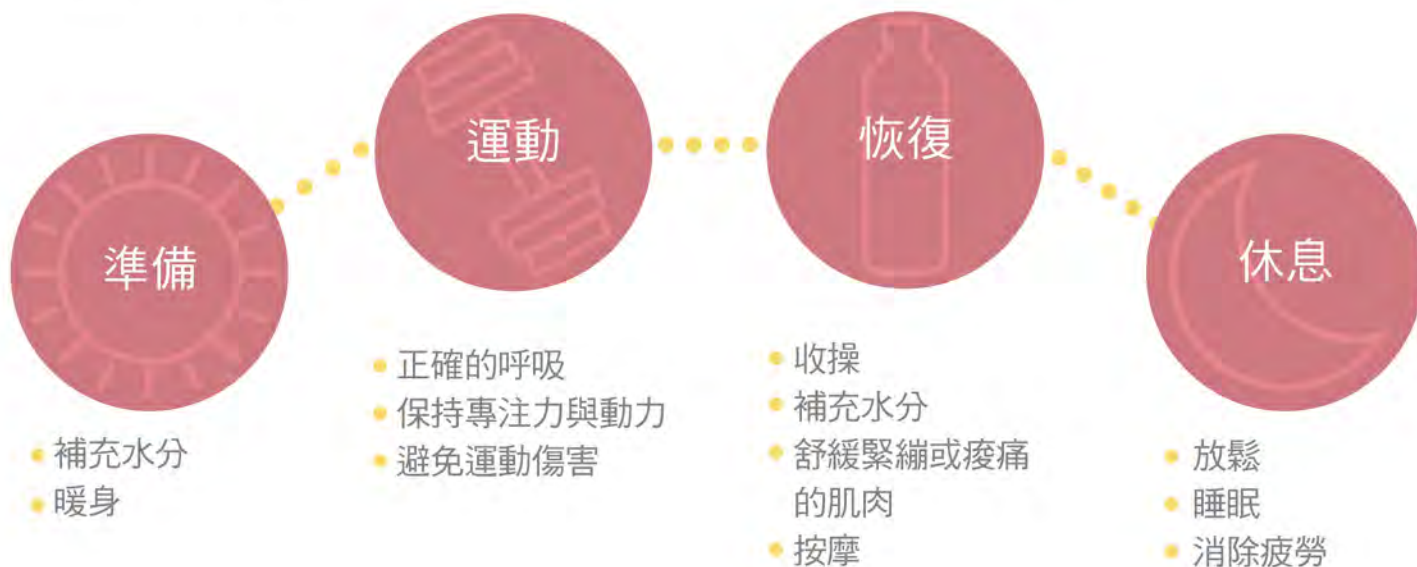 準備
補充水分
暖身
運動
正確的呼吸
保持專注力與動力
避免運動傷害
恢復
收操
補充水分
舒緩緊繃或痠痛
的肌肉
按摩
休息
放鬆
睡眠
消除疲勞